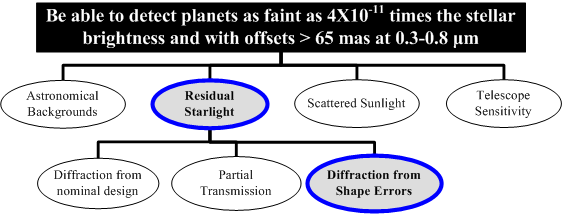 Be able to detect planets as faint as 4X10⁻¹¹ times the stellar
brightness and with offsets > 65 mas at 0.3-0.8 μm
Astronomical
Backgrounds
Residual
Starlight
Scattered Sunlight
Telescope
Sensitivity
Diffraction from
nominal design
Partial
Transmission
Diffraction from
Shape Errors